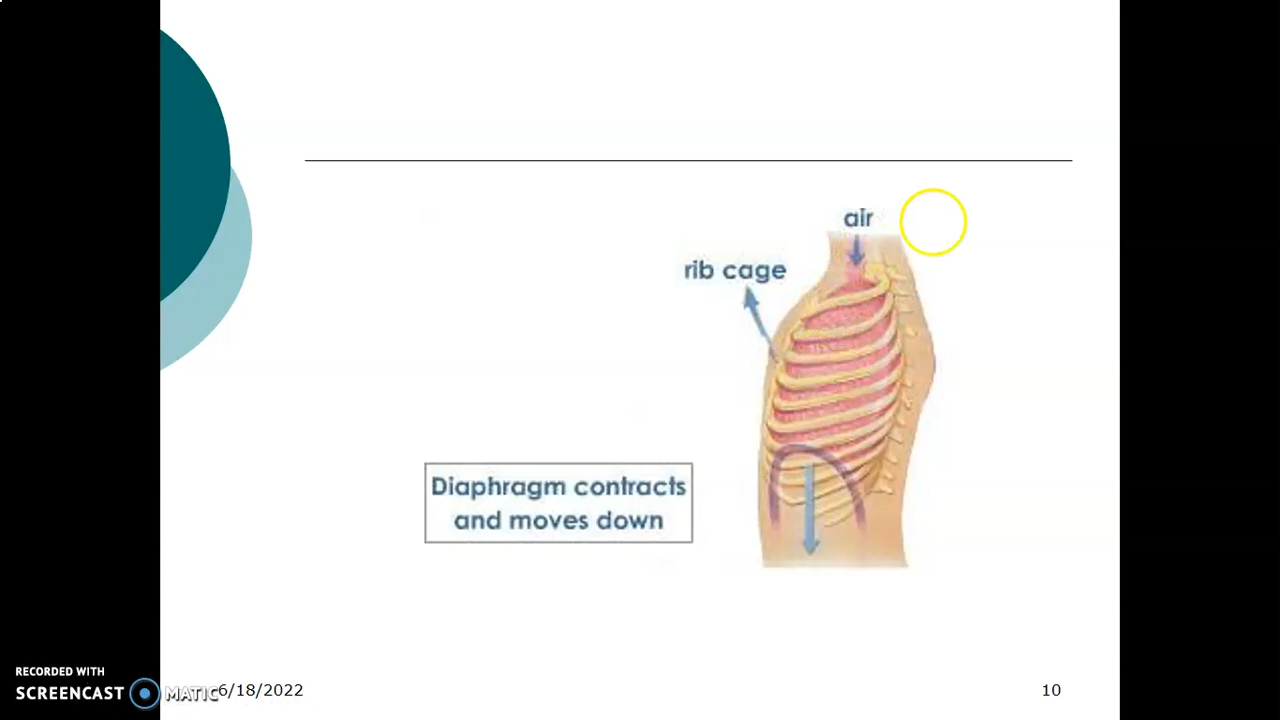 air
rib cage
Diaphragm contracts
and moves down
RECORDED WITH
SCREENCAST MATIC
6/18/2022
10